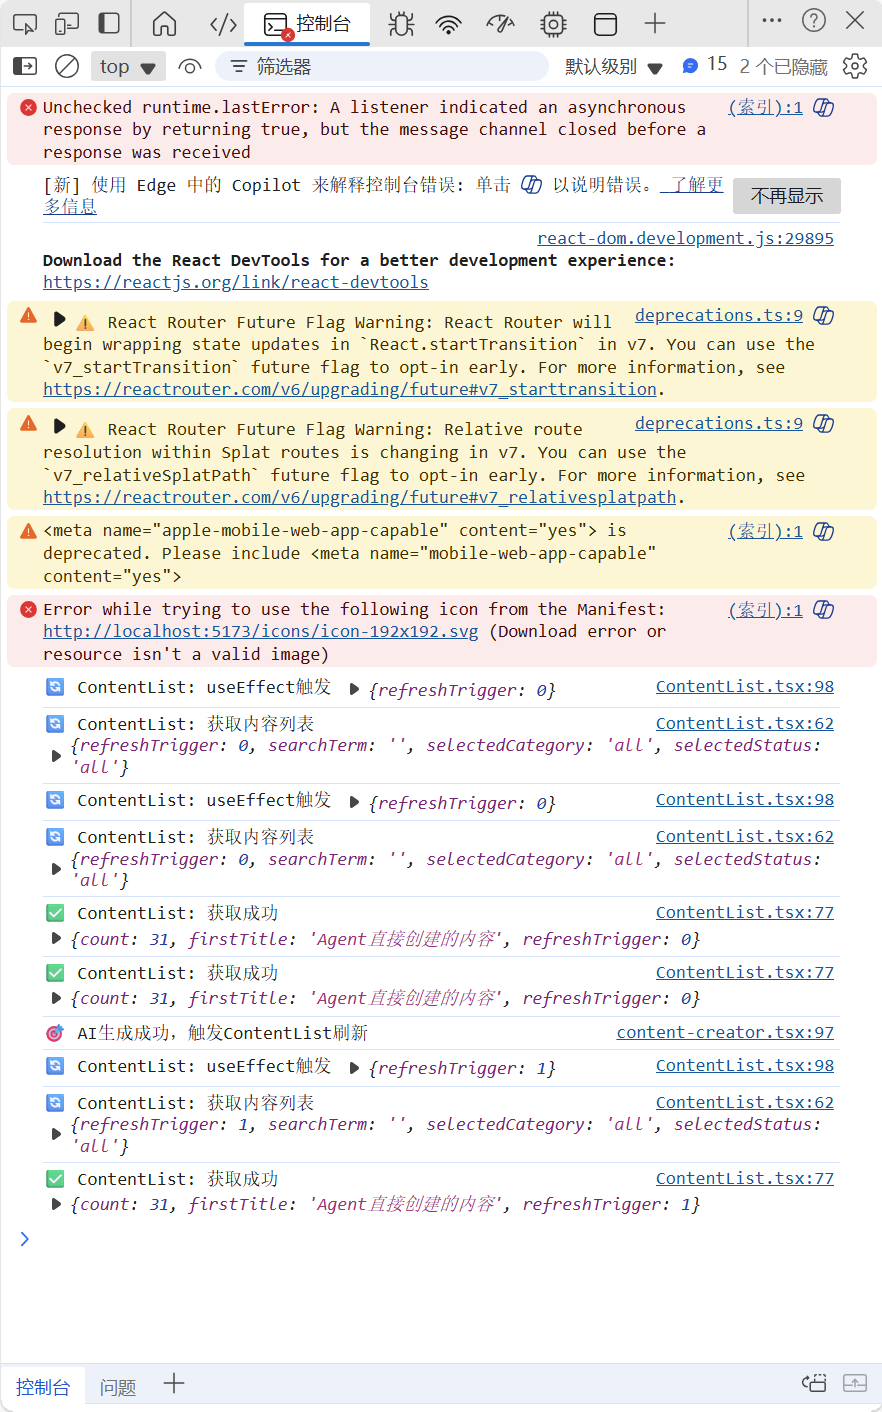 控制台
top
筛选器
默认级别
15
2 个已隐藏
Unchecked runtime.lastError: A listener indicated an asynchronous
(索引):1
response by returning true, but the message channel closed before a
response was received
[新] 使用 Edge 中的 Copilot 来解释控制台错误: 单击 以说明错误。 了解更
多信息
不再显示
react-dom.development.js:29895
Download the React DevTools for a better development experience:
https://reactjs.org/link/react-devtools
⚠️ React Router Future Flag Warning: React Router will
deprecations.ts:9
begin wrapping state updates in `React.startTransition` in v7. You can use the
`v7_startTransition` future flag to opt-in early. For more information, see
https://reactrouter.com/v6/upgrading/future#v7_starttransition.
⚠️ React Router Future Flag Warning: Relative route
deprecations.ts:9
resolution within Splat routes is changing in v7. You can use the
`v7_relativeSplatPath` future flag to opt-in early. For more information, see
https://reactrouter.com/v6/upgrading/future#v7_relativesplatpath.
<meta name="apple-mobile-web-app-capable" content="yes"> is
(索引):1
deprecated. Please include <meta name="mobile-web-app-capable"
content="yes">
Error while trying to use the following icon from the Manifest:
(索引):1
http://localhost:5173/icons/icon-192x192.svg (Download error or
resource isn't a valid image)
🔄 ContentList: useEffect触发 {refreshTrigger: 0}
ContentList.tsx:98
🔄 ContentList: 获取内容列表
ContentList.tsx:62
{refreshTrigger: 0, searchTerm: '', selectedCategory: 'all', selectedStatus:
'all'}
🔄 ContentList: useEffect触发 {refreshTrigger: 0}
ContentList.tsx:98
🔄 ContentList: 获取内容列表
ContentList.tsx:62
{refreshTrigger: 0, searchTerm: '', selectedCategory: 'all', selectedStatus:
'all'}
✅ ContentList: 获取成功
ContentList.tsx:77
{count: 31, firstTitle: 'Agent直接创建的内容', refreshTrigger: 0}
✅ ContentList: 获取成功
ContentList.tsx:77
{count: 31, firstTitle: 'Agent直接创建的内容', refreshTrigger: 0}
🎯 AI生成成功，触发ContentList刷新
content-creator.tsx:97
🔄 ContentList: useEffect触发 {refreshTrigger: 1}
ContentList.tsx:98
🔄 ContentList: 获取内容列表
ContentList.tsx:62
{refreshTrigger: 1, searchTerm: '', selectedCategory: 'all', selectedStatus:
'all'}
✅ ContentList: 获取成功
ContentList.tsx:77
{count: 31, firstTitle: 'Agent直接创建的内容', refreshTrigger: 1}
控制台
问题